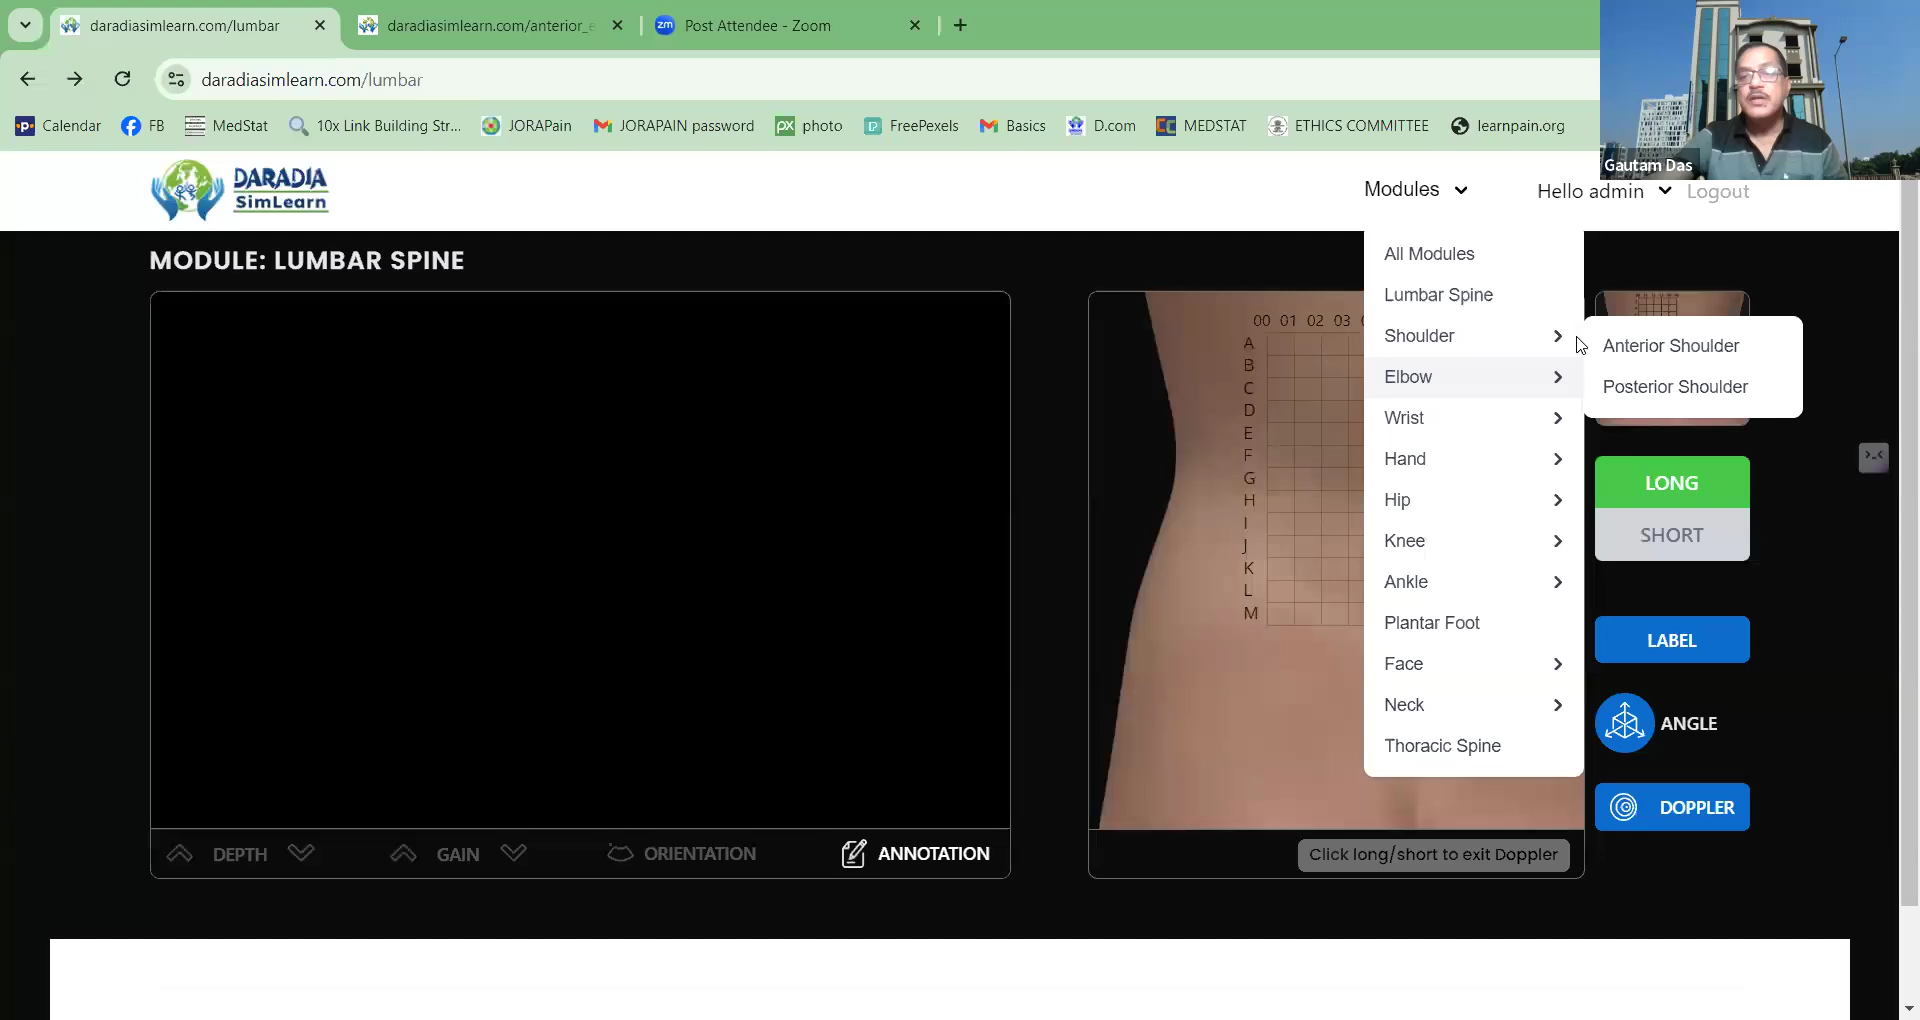 daradiasimlearn.com/lumbar
daradiasimlearn.com/anterior_e
zm Post Attendee - Zoom
daradiasimlearn.com/lumbar
Calendar FB MedStat 10x Link Building Str... JORAPain JORAPAIN password photo FreePexels Basics D.com MEDSTAT ETHICS COMMITTEE learnpain.org
Gautam Das
DARADIA
SimLearn
Modules Hello admin Logout
MODULE: LUMBAR SPINE
All Modules
Lumbar Spine
Shoulder
Elbow
Wrist
Hand
Hip
Knee
Ankle
Plantar Foot
Face
Neck
Thoracic Spine
Anterior Shoulder
Posterior Shoulder
00 01 02 03
A
B
C
D
E
F
G
H
I
J
K
L
M
LONG
SHORT
LABEL
ANGLE
DOPPLER
DEPTH GAIN ORIENTATION ANNOTATION
Click long/short to exit Doppler